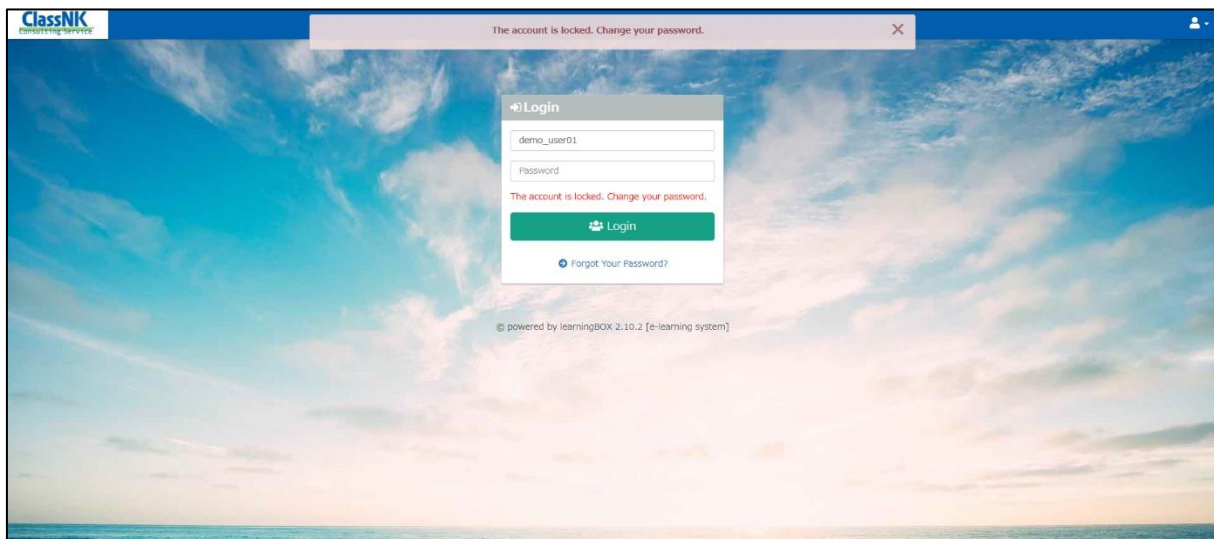 ClassNK
Consulting Service
The account is locked. Change your password.
Login
demo_user01
Password
The account is locked. Change your password.
Login
Forgot Your Password?
© powered by learningBOX 2.10.2 [e-learning system]